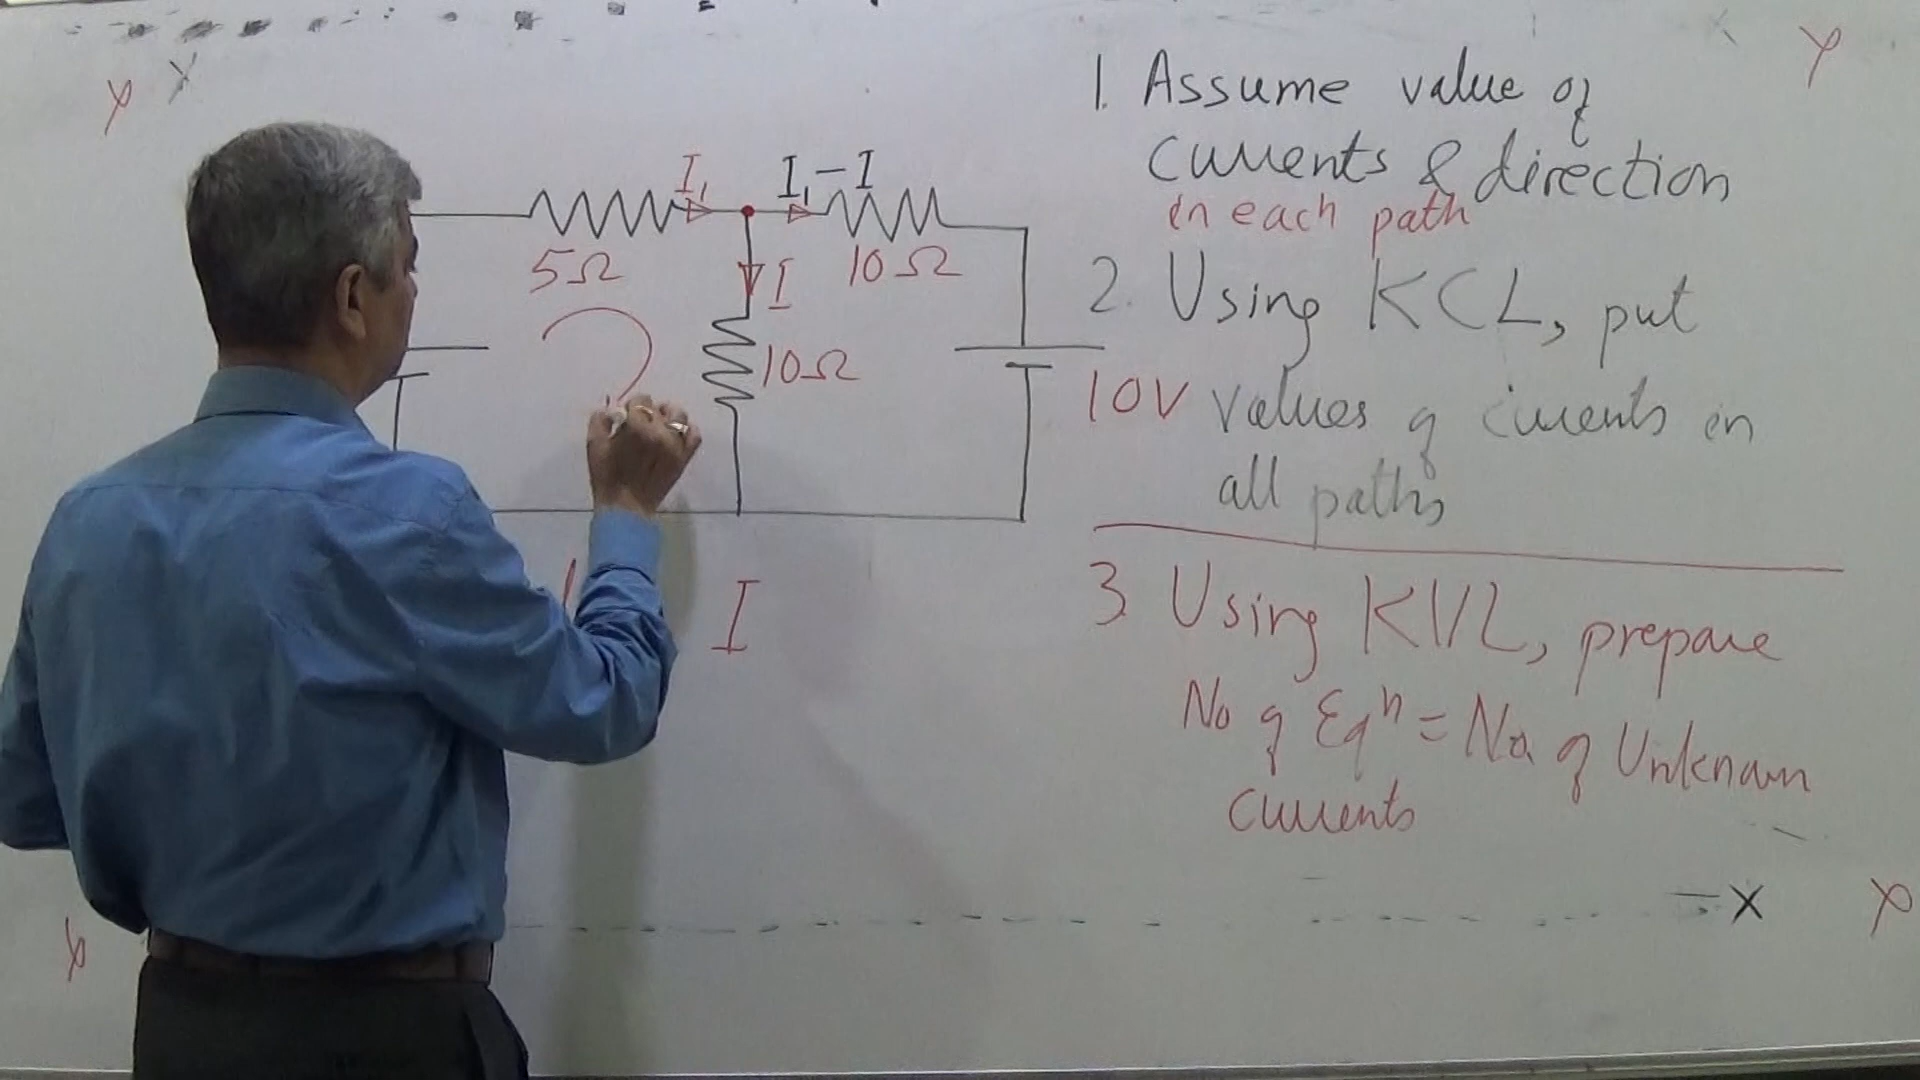 I₁
I₁-I
5Ω
I
10Ω
10Ω
10V
I
1. Assume value of
currents & direction
in each path
2. Using KCL, put
values of currents in
all paths
3. Using KVL, prepare
No of Eqⁿ = No. of Unknown
currents